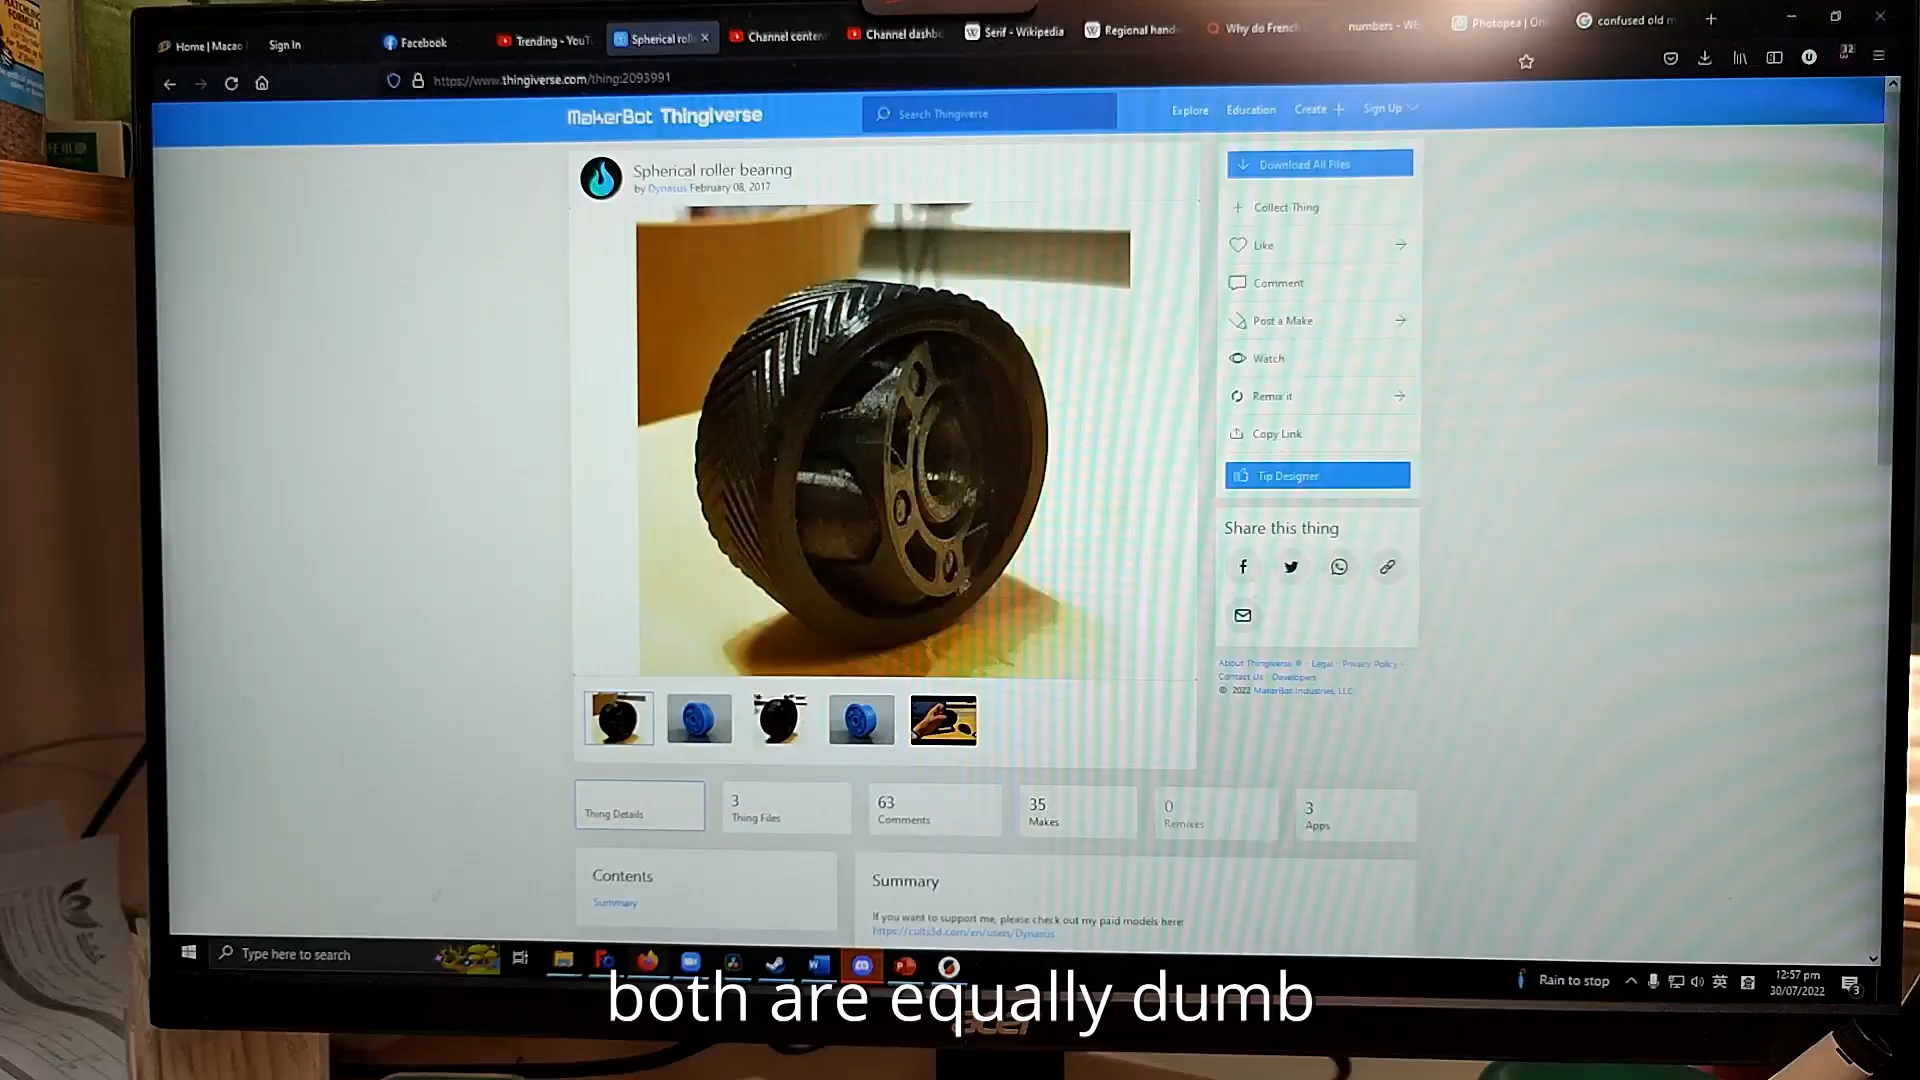 Home | Macao
Sign In
Facebook
Trending - YouT
Spherical roll
Channel conten
Channel dashb
Serif - Wikipedia
Regional hand
Why do French
numbers - W
Photopea | On
confused old m
https://www.thingiverse.com/thing:2093991
32
MakerBot Thingiverse
Search Thingiverse
Explore
Education
Create
Sign Up
Spherical roller bearing
by Dynasus February 08, 2017
Download All Files
Collect Thing
Like
Comment
Post a Make
Watch
Remix it
Copy Link
Tip Designer
Share this thing
About Thingiverse ® · Legal · Privacy Policy ·
Contact Us · Developers
© 2022 MakerBot Industries, LLC
Thing Details
3
Thing Files
63
Comments
35
Makes
0
Remixes
3
Apps
Contents
Summary
Summary
If you want to support me, please check out my paid models here:
https://cults3d.com/en/users/Dynasus
Type here to search
Rain to stop
英
12:57 pm
30/07/2022
3
both are equally dumb
acer